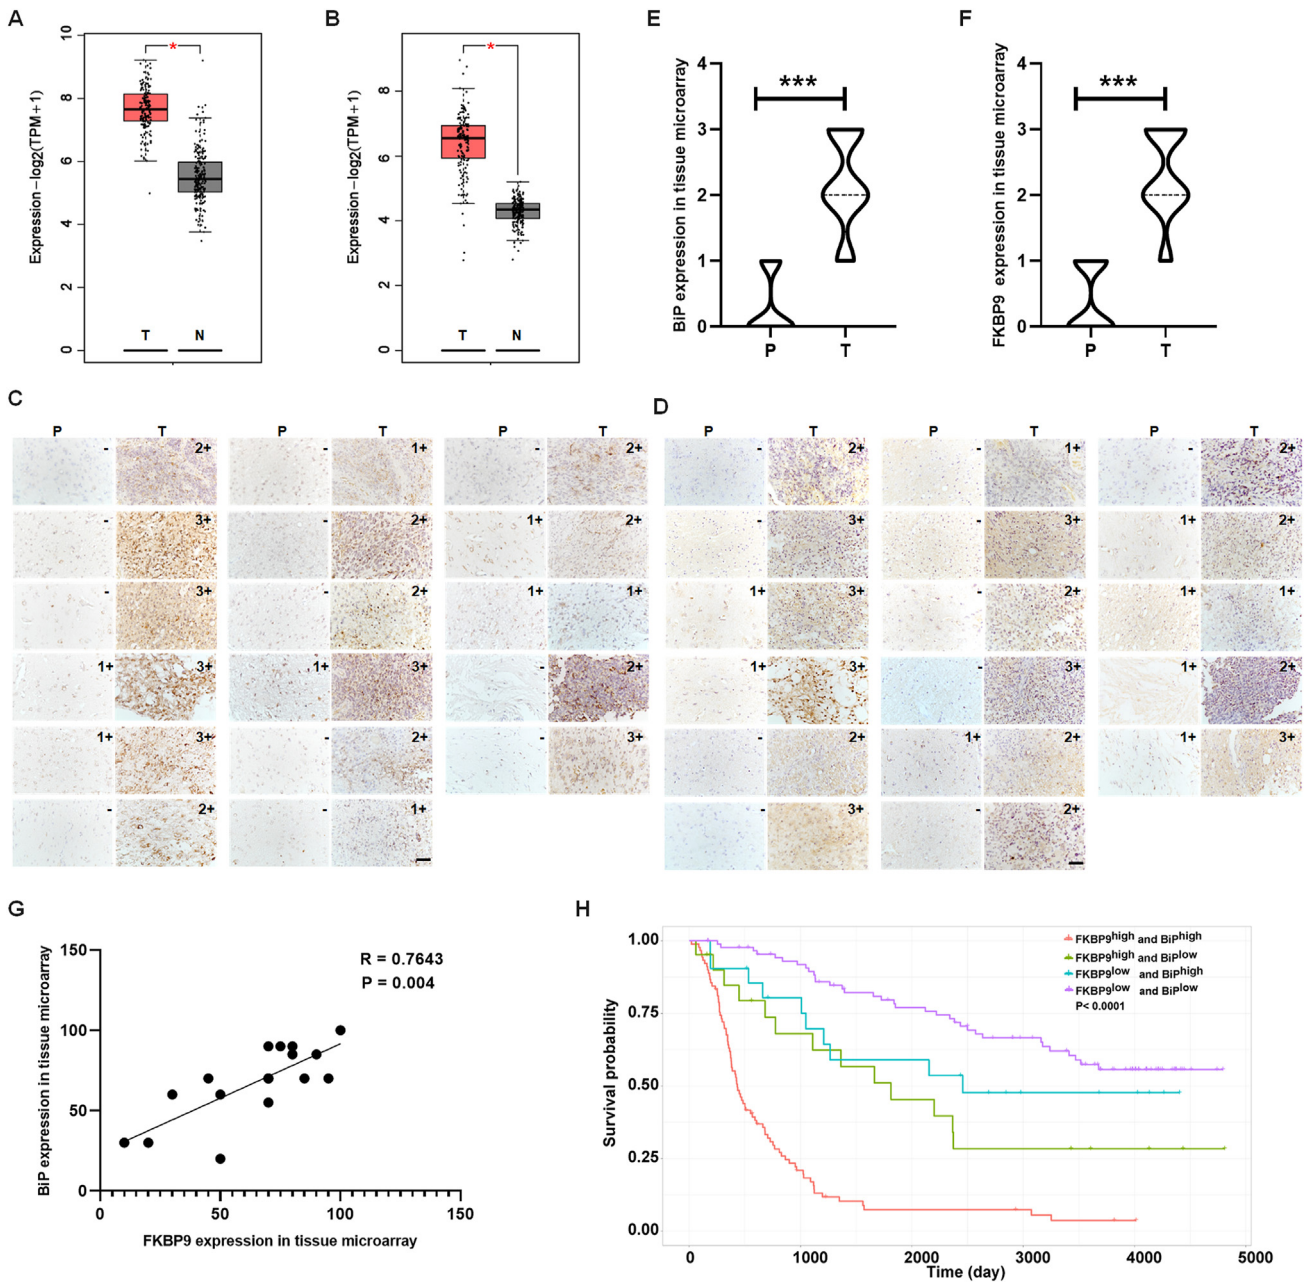 A
10
8
6
4
2
0
Expression−log2(TPM+1)
*
T N
B
8
6
4
2
0
Expression−log2(TPM+1)
*
T N
E
BiP expression in tissue microarray
4
3
2
1
0
***
P T
F
FKBP9 expression in tissue microarray
4
3
2
1
0
***
P T
C
P T P T P T
- 2+ - 1+ - 2+
- 3+ - 2+ 1+ 2+
- 3+ - 2+ 1+ 1+
1+ 3+ 1+ 3+ - 2+
1+ 3+ - 2+ - 3+
- 2+ - 1+
D
P T P T P T
- 2+ - 1+ - 2+
- 3+ - 3+ 1+ 2+
1+ 3+ - 2+ 1+ 1+
1+ 3+ - 3+ 1+ 2+
- 2+ 1+ 2+ 1+ 3+
- 3+ - 2+
G
BiP expression in tissue microarray
150
100
50
0
R = 0.7643
P = 0.004
0 50 100 150
FKBP9 expression in tissue microarray
H
Survival probability
1.00
0.75
0.50
0.25
0.00
FKBP9high and BiPhigh
FKBP9high and BiPlow
FKBP9low and BiPhigh
FKBP9low and BiPlow
P< 0.0001
0 1000 2000 3000 4000 5000
Time (day)